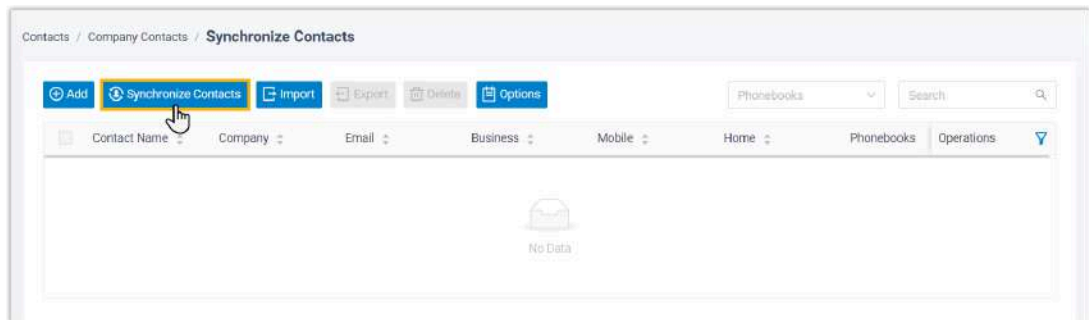 Contacts / Company Contacts / Synchronize Contacts
Add Synchronize Contacts Import Export Delete Options Phonebooks Search
Contact Name Company Email Business Mobile Home Phonebooks Operations
No Data